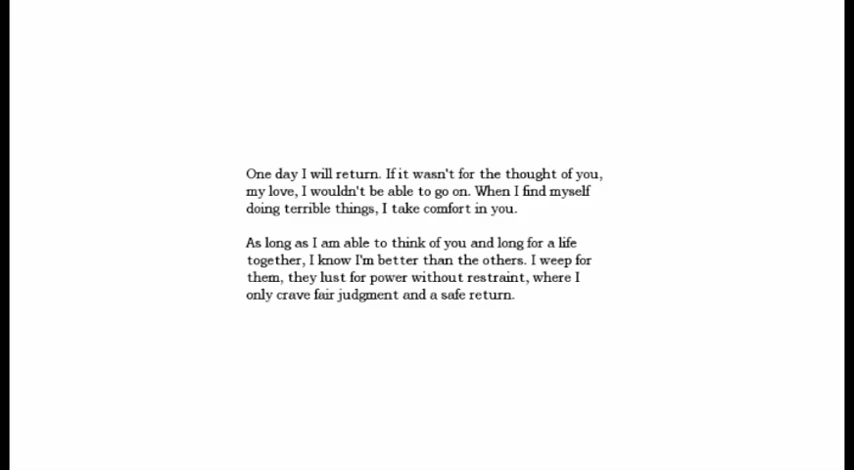 One day I will return. If it wasn't for the thought of you,
my love, I wouldn't be able to go on. When I find myself
doing terrible things, I take comfort in you.
As long as I am able to think of you and long for a life
together, I know I'm better than the others. I weep for
them, they lust for power without restraint, where I
only crave fair judgment and a safe return.